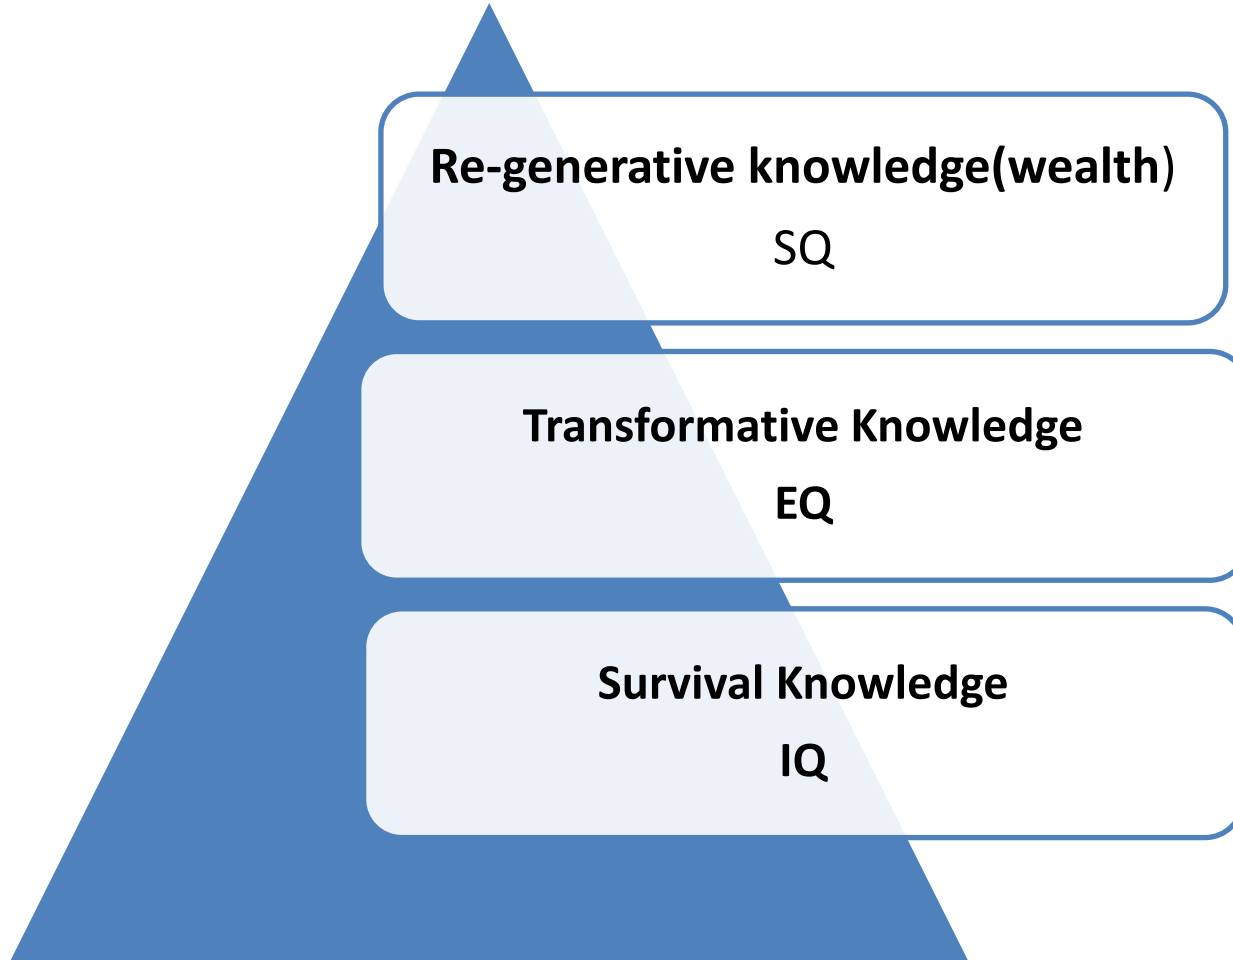 Re-generative knowledge(wealth)
SQ
Transformative Knowledge
EQ
Survival Knowledge
IQ